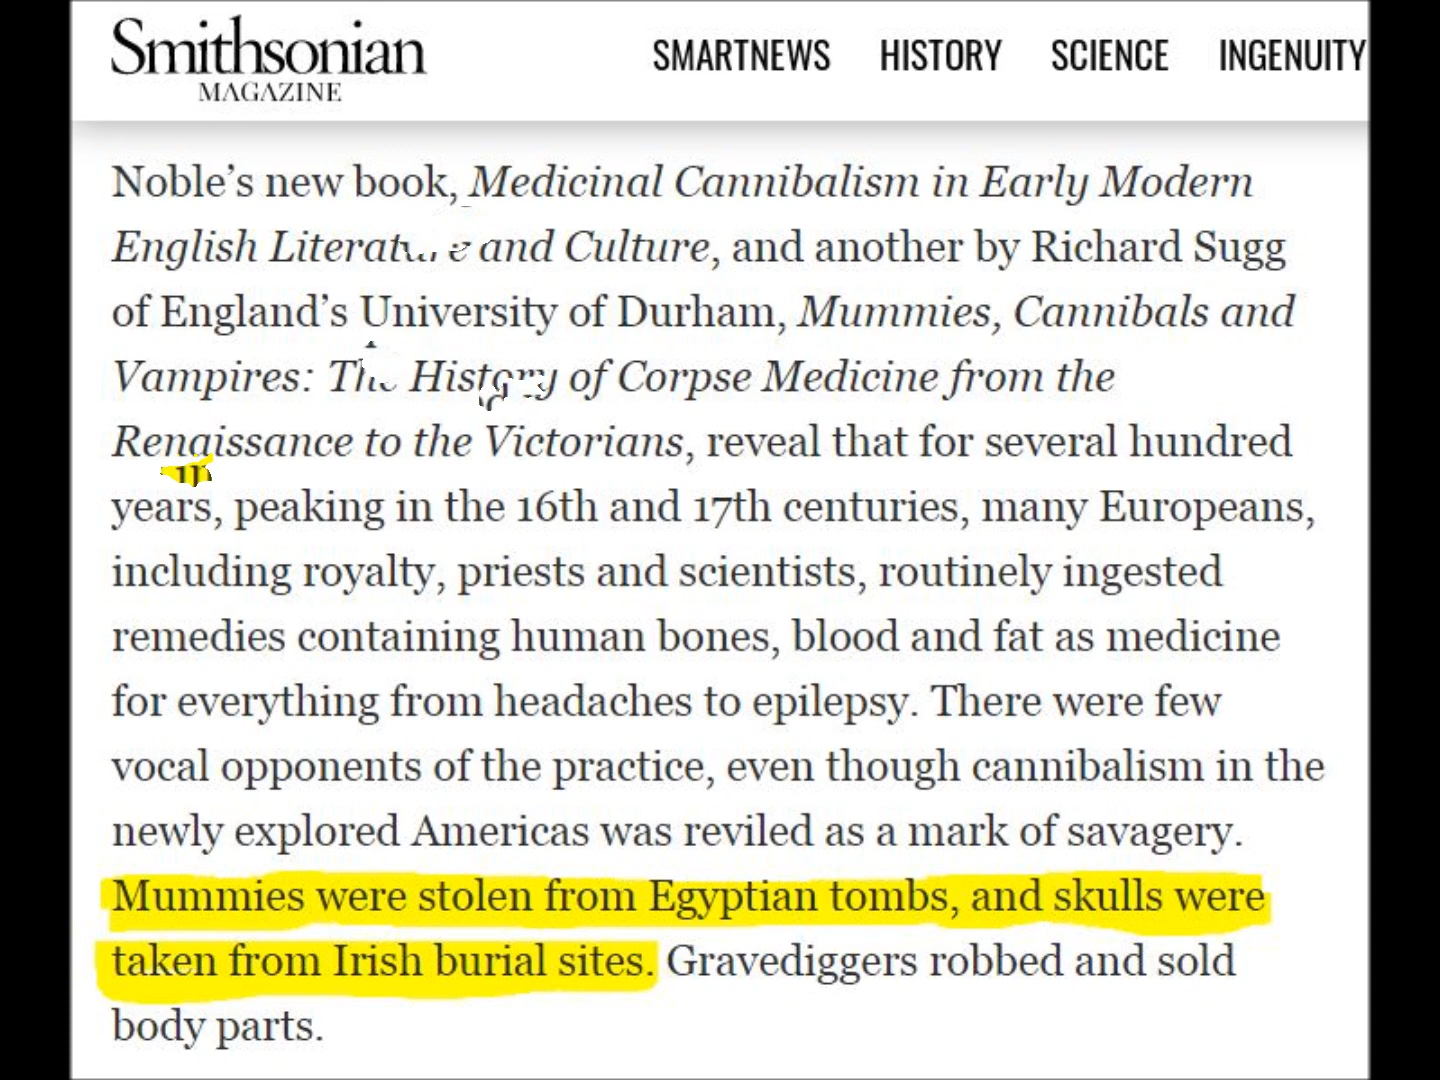 Smithsonian
MAGAZINE
SMARTNEWS HISTORY SCIENCE INGENUITY
Noble’s new book, Medicinal Cannibalism in Early Modern
English Literature and Culture, and another by Richard Sugg
of England’s University of Durham, Mummies, Cannibals and
Vampires: The History of Corpse Medicine from the
Renaissance to the Victorians, reveal that for several hundred
years, peaking in the 16th and 17th centuries, many Europeans,
including royalty, priests and scientists, routinely ingested
remedies containing human bones, blood and fat as medicine
for everything from headaches to epilepsy. There were few
vocal opponents of the practice, even though cannibalism in the
newly explored Americas was reviled as a mark of savagery.
Mummies were stolen from Egyptian tombs, and skulls were
taken from Irish burial sites. Gravediggers robbed and sold
body parts.